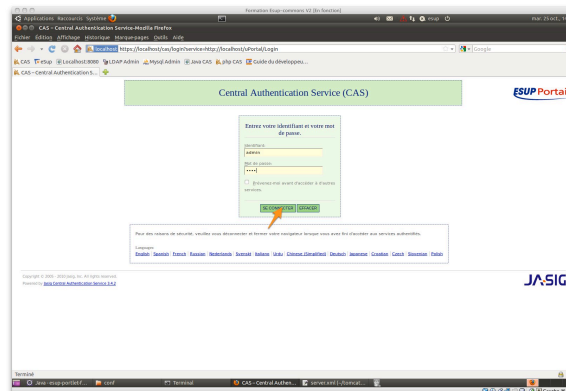 Formation Esup-commons V2 [En fonction]
Applications Raccourcis Système
esup
mar. 25 oct., 1
CAS - Central Authentication Service-Mozilla Firefox
Fichier Édition Affichage Historique Marque-pages Outils Aide
localhost https://localhost/cas/login?service=http://localhost/uPortal/Login
Google
CAS ESup Localhost:8080 LDAP Admin Mysql Admin Java CAS php CAS Guide du développeu...
CAS - Central Authentication S...
Central Authentication Service (CAS)
ESUP Portai
Entrez votre identifiant et votre mot
de passe.
Identifiant:
admin
Mot de passe:
••••
Prévenez-moi avant d'accéder à d'autres
services.
SE CONNECTER EFFACER
Pour des raisons de sécurité, veuillez vous déconnecter et fermer votre navigateur lorsque vous avez fini d'accéder aux services authentifiés.
Languages:
English Spanish French Russian Nederlands Svenskt Italiano Urdu Chinese (Simplified) Deutsch Japanese Croatian Czech Slovenian Polish
Copyright © 2005 - 2010 Jasig, Inc. All rights reserved.
Powered by Jasig Central Authentication Service 3.4.2
JASIG
Terminé
Java - esup-portlet-f... conf Terminal CAS - Central Authen... server.xml (~/tomcat...